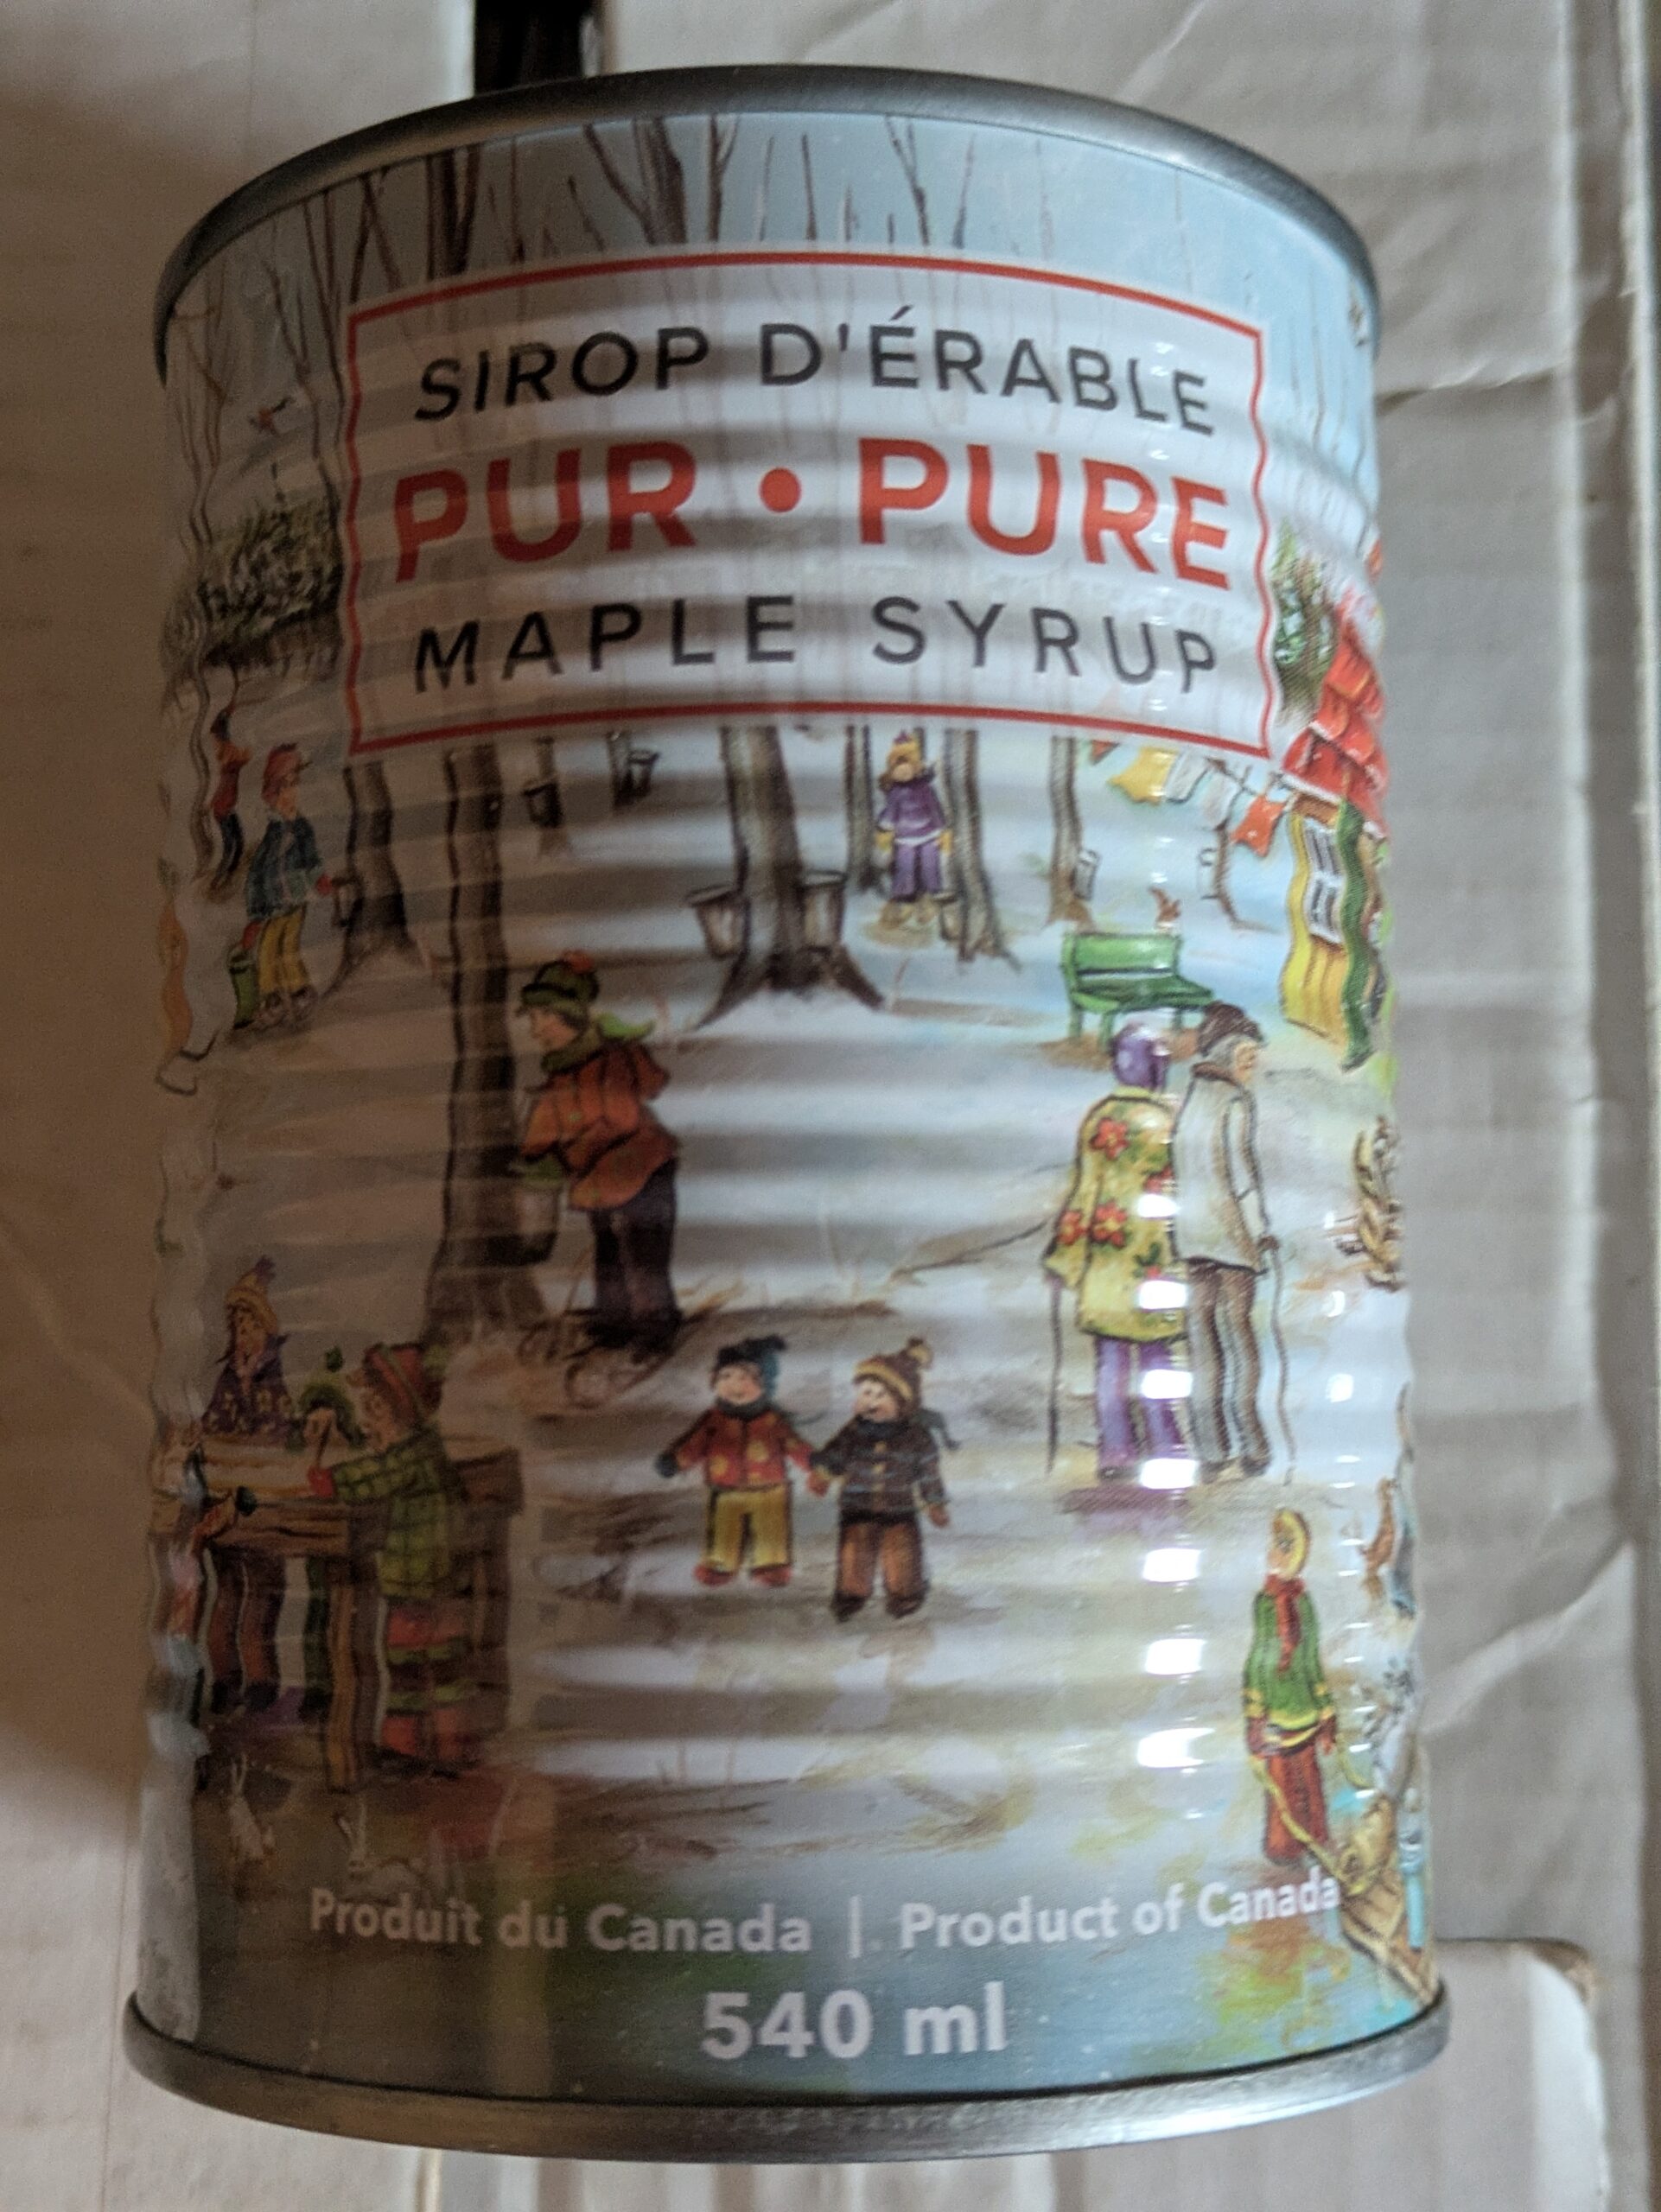 SIROP D'ÉRABLE
PUR • PURE
MAPLE SYRUP
Produit du Canada | Product of Canada
540 ml